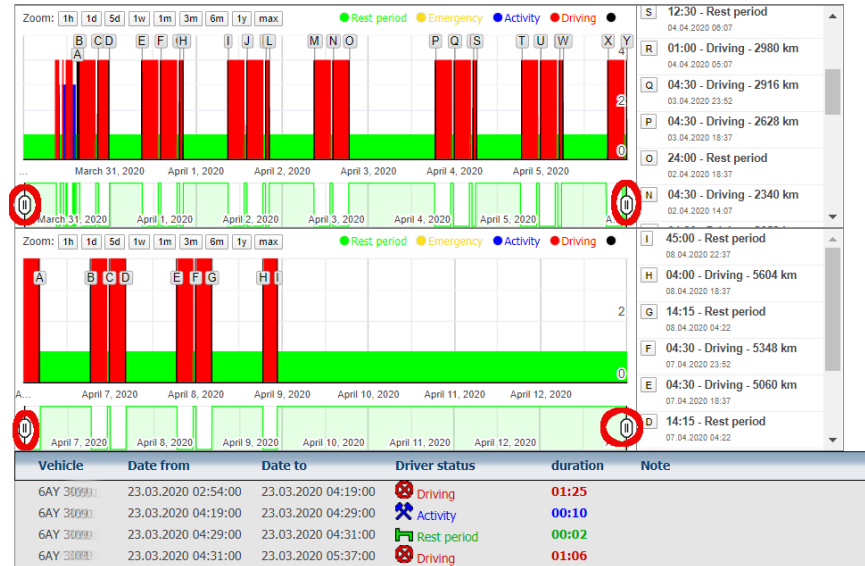 Zoom: 1h 1d 5d 1w 1m 3m 6m 1y max
Rest period Emergency Activity Driving
A B C D E F H I J L M N O P Q S T U W X Y
4
2
0
... March 31, 2020 April 1, 2020 April 2, 2020 April 3, 2020 April 4, 2020 April 5, 2020
March 31, 2020 April 1, 2020 April 2, 2020 April 3, 2020 April 4, 2020 April 5, 2020 A...
S 12:30 - Rest period
04.04.2020 06:07
R 01:00 - Driving - 2980 km
04.04.2020 05:07
Q 04:30 - Driving - 2916 km
03.04.2020 23:52
P 04:30 - Driving - 2628 km
03.04.2020 18:37
O 24:00 - Rest period
02.04.2020 18:37
N 04:30 - Driving - 2340 km
02.04.2020 14:07
Zoom: 1h 1d 5d 1w 1m 3m 6m 1y max
Rest period Emergency Activity Driving
A B C D E F G H I
2
0
A... April 7, 2020 April 8, 2020 April 9, 2020 April 10, 2020 April 11, 2020 April 12, 2020
April 7, 2020 April 8, 2020 April 9, 2020 April 10, 2020 April 11, 2020 April 12, 2020
I 45:00 - Rest period
08.04.2020 22:37
H 04:00 - Driving - 5604 km
08.04.2020 18:37
G 14:15 - Rest period
08.04.2020 04:22
F 04:30 - Driving - 5348 km
07.04.2020 23:52
E 04:30 - Driving - 5060 km
07.04.2020 18:37
D 14:15 - Rest period
07.04.2020 04:22
Vehicle Date from Date to Driver status duration Note
6AY 23.03.2020 02:54:00 23.03.2020 04:19:00 Driving 01:25
6AY 23.03.2020 04:19:00 23.03.2020 04:29:00 Activity 00:10
6AY 23.03.2020 04:29:00 23.03.2020 04:31:00 Rest period 00:02
6AY 23.03.2020 04:31:00 23.03.2020 05:37:00 Driving 01:06